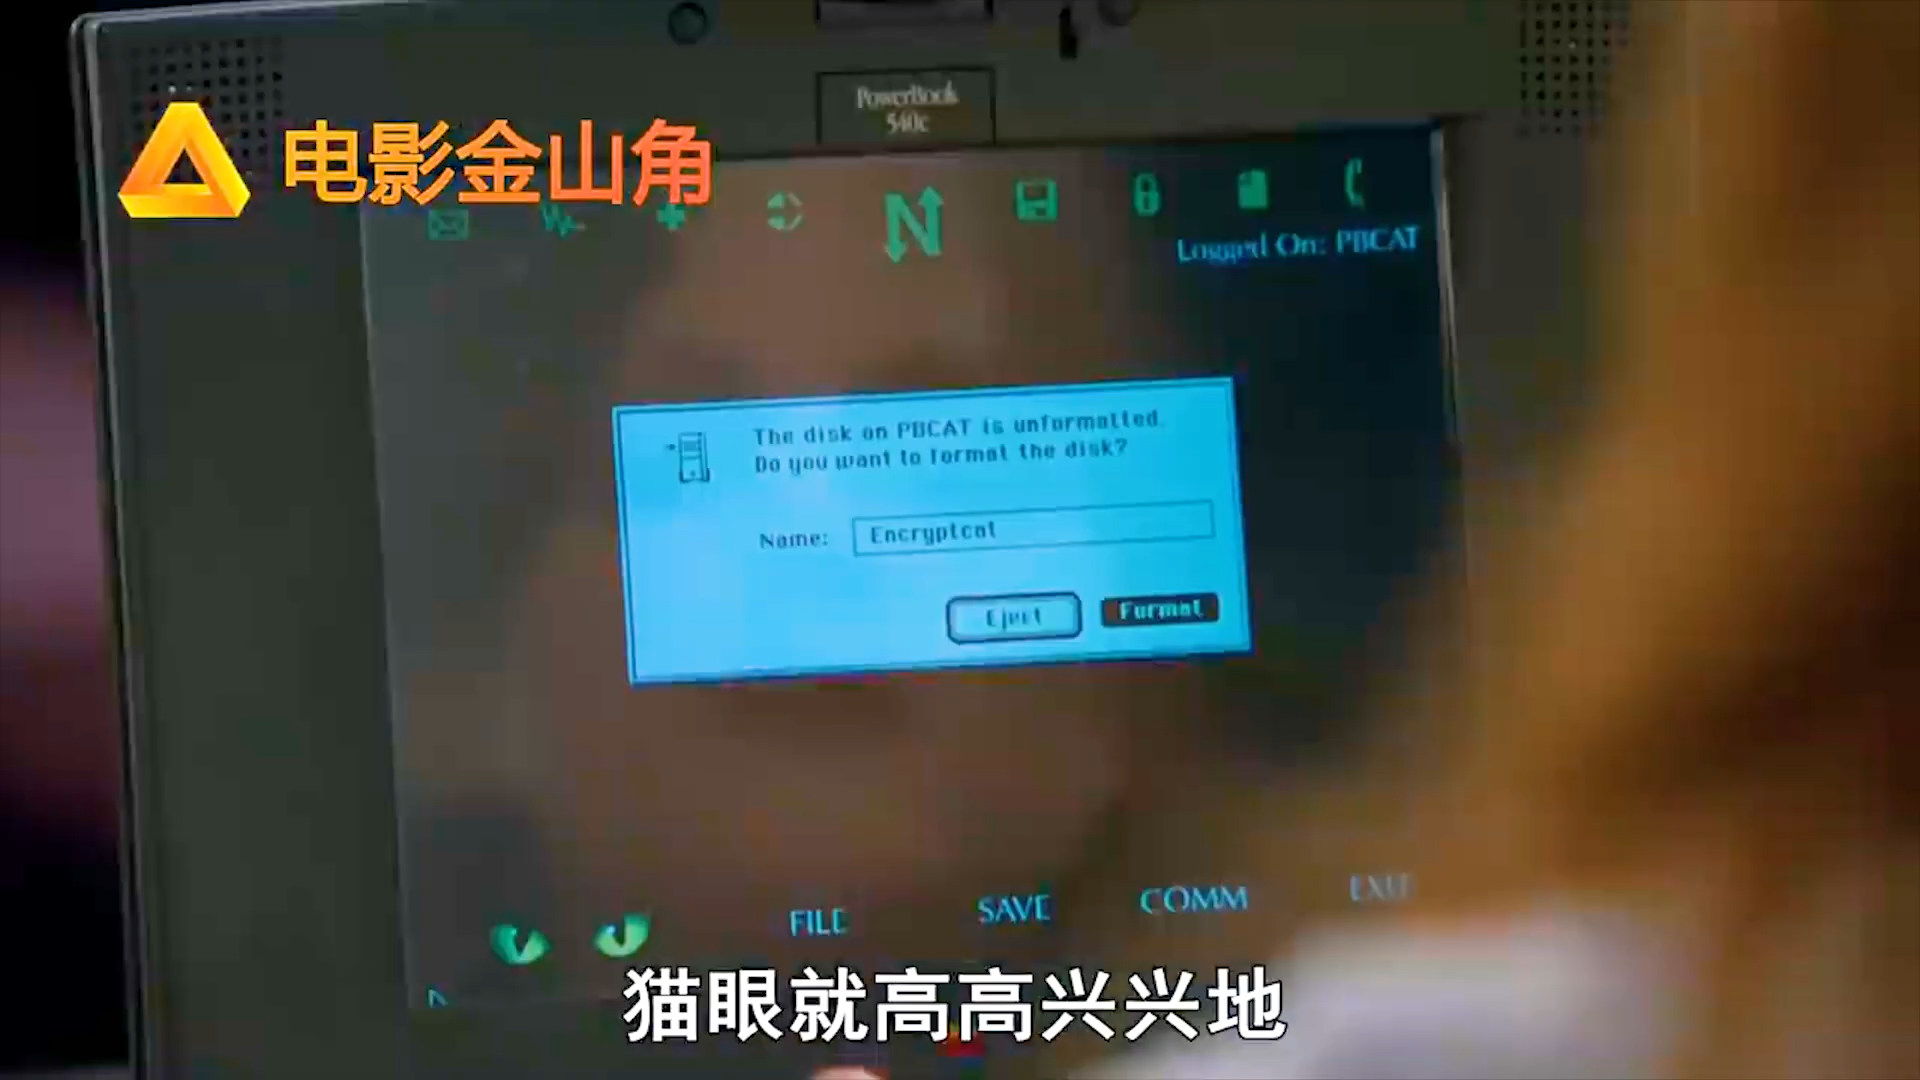 PowerBook
540c
电影金山角
N
Logged On: PBCAT
The disk on PBCAT is unformatted.
Do you want to format the disk?
Name: Encryptcat
Eject Format
FILE SAVE COMM EXIT
猫眼就高高兴兴地